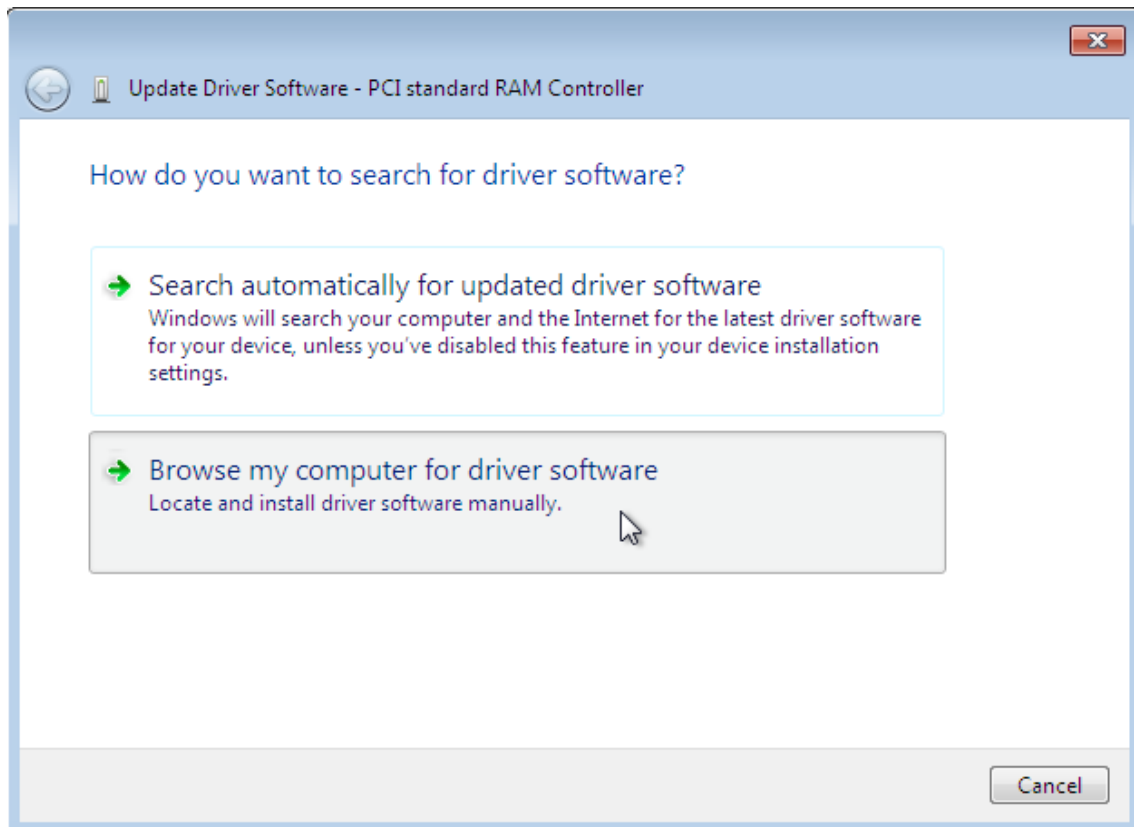 Update Driver Software - PCI standard RAM Controller
How do you want to search for driver software?
Search automatically for updated driver software
Windows will search your computer and the Internet for the latest driver software
for your device, unless you've disabled this feature in your device installation
settings.
Browse my computer for driver software
Locate and install driver software manually.
Cancel